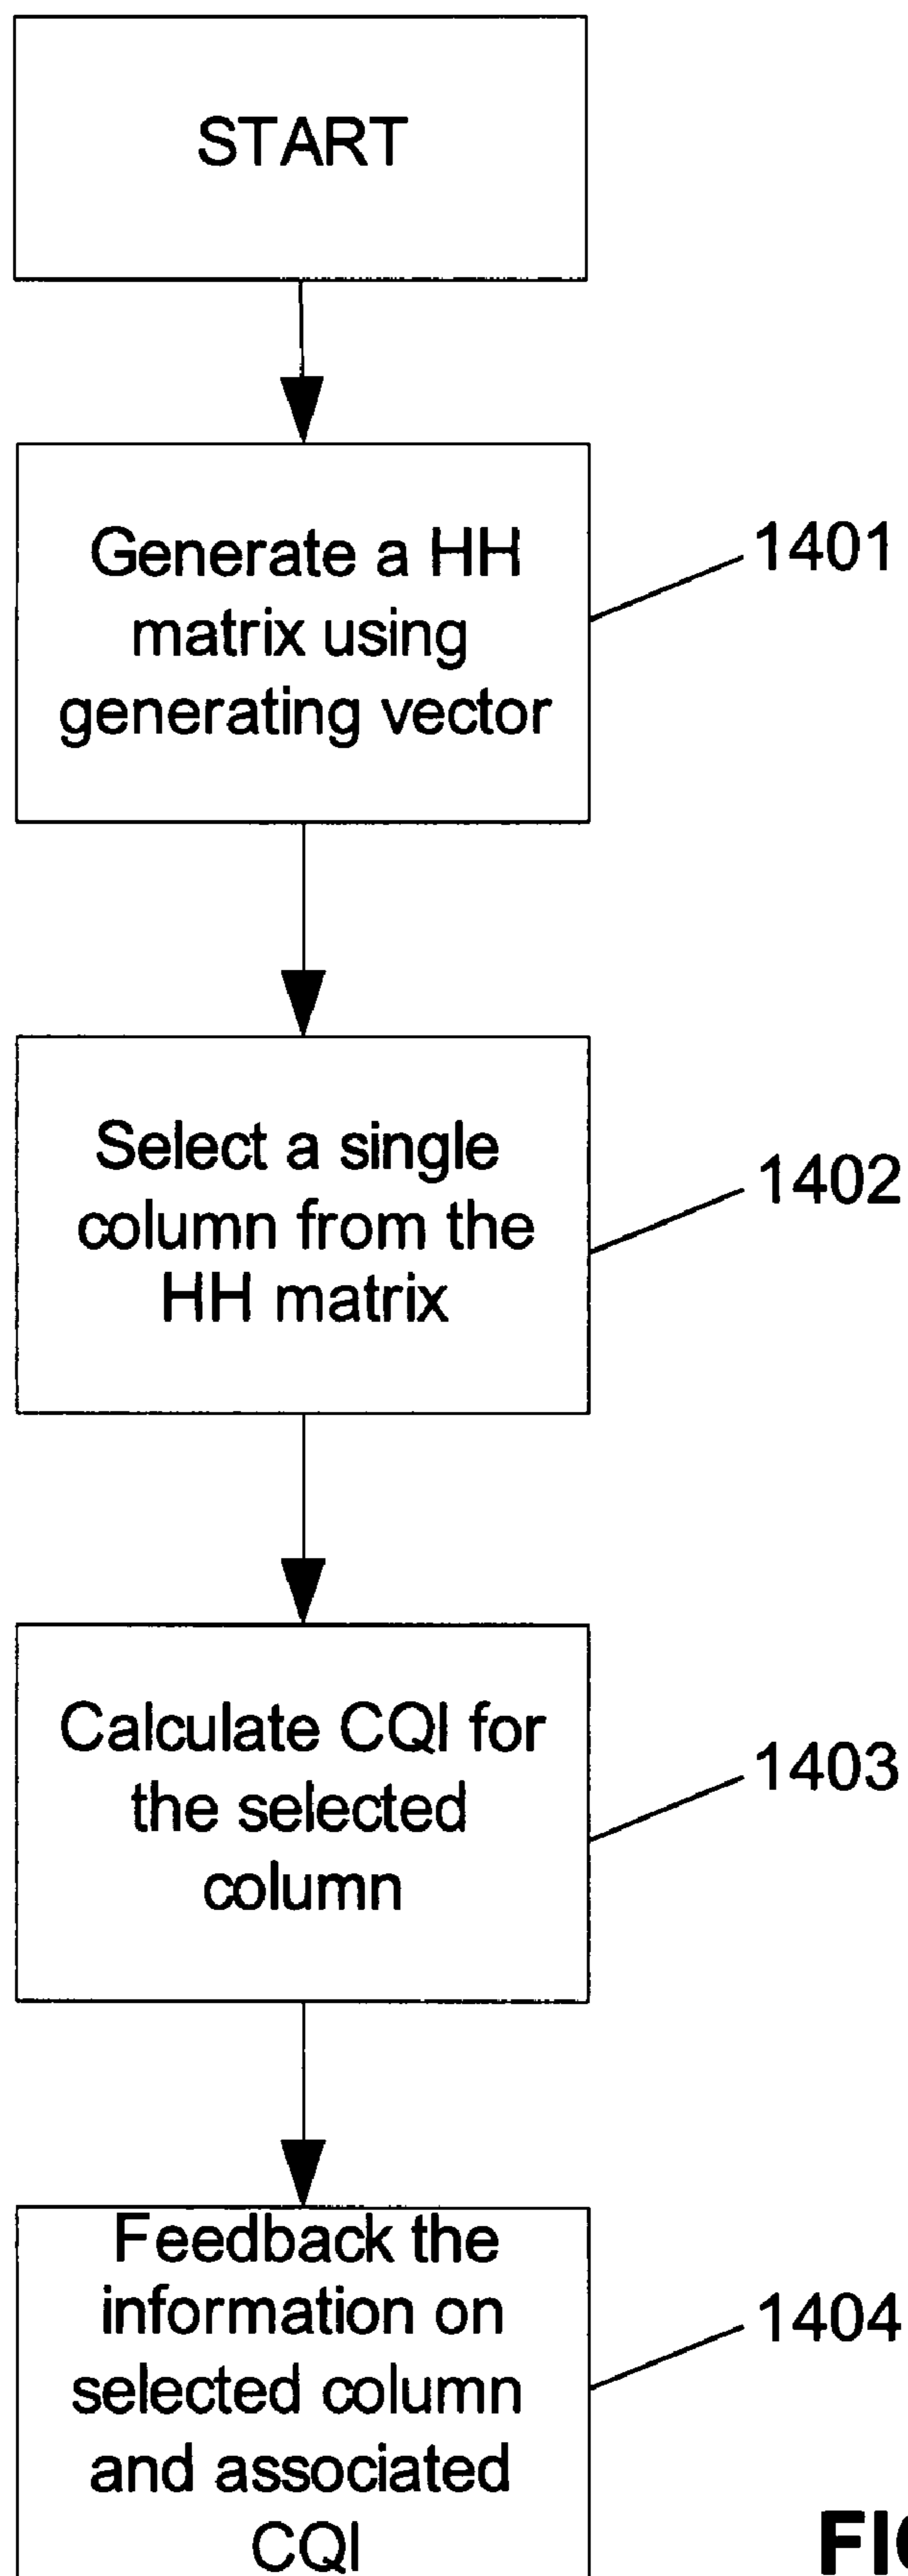 START
Generate a HH
matrix using
generating vector
1401
Select a single
column from the
HH matrix
1402
Calculate CQI for
the selected
column
1403
Feedback the
information on
selected column
and associated
CQI
1404